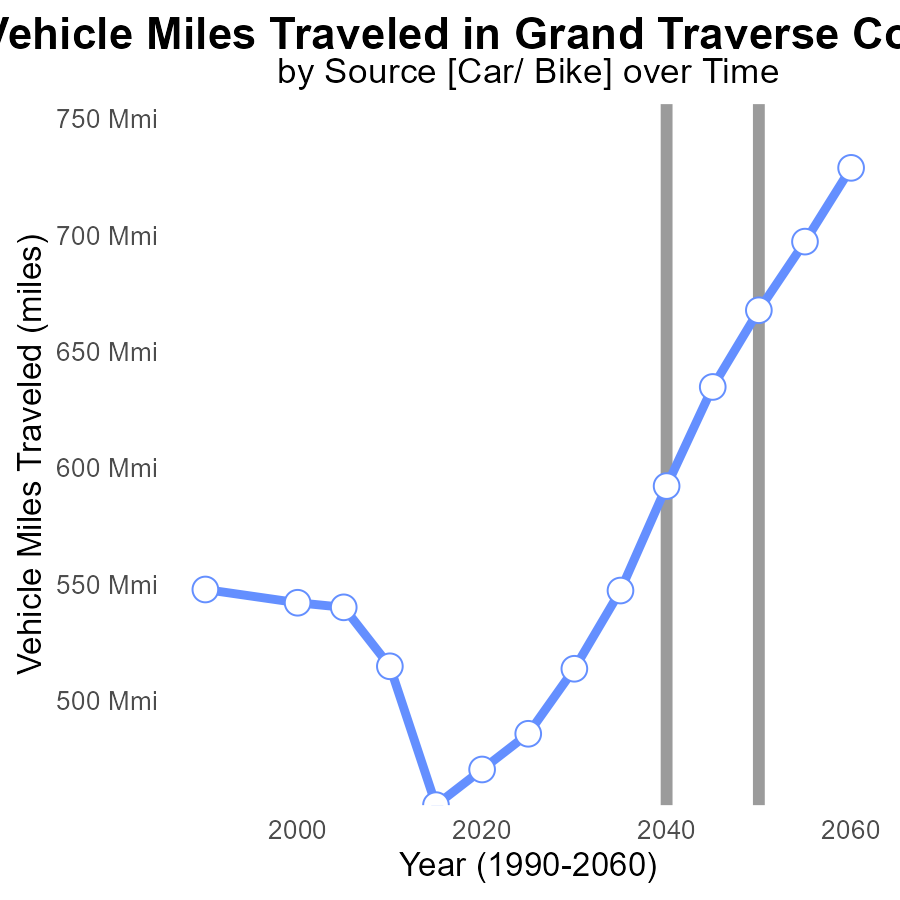 Vehicle Miles Traveled in Grand Traverse Co
by Source [Car/ Bike] over Time
750 Mmi
700 Mmi
650 Mmi
600 Mmi
550 Mmi
500 Mmi
Vehicle Miles Traveled (miles)
2000 2020 2040 2060
Year (1990-2060)